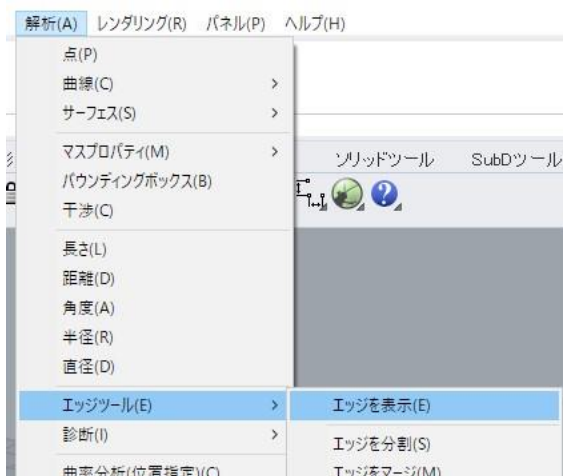 解析(A) レンダリング(R) パネル(P) ヘルプ(H)
点(P)
曲線(C)
サーフェス(S)
マスプロパティ(M)
バウンディングボックス(B)
干渉(C)
ソリッドツール SubDツール
長さ(L)
距離(D)
角度(A)
半径(R)
直径(D)
エッジツール(E)
診断(I)
曲率分析(位置指定)(C)
エッジを表示(E)
エッジを分割(S)
エッジをマージ(M)